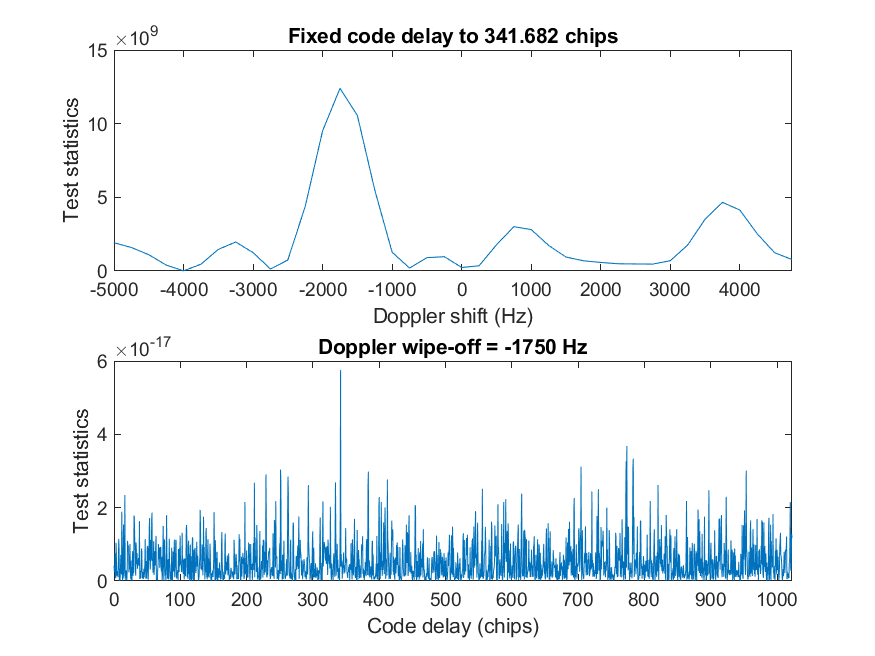 ×10^9
Fixed code delay to 341.682 chips
15
10
5
0
Test statistics
-5000 -4000 -3000 -2000 -1000 0 1000 2000 3000 4000
Doppler shift (Hz)
×10^-17
Doppler wipe-off = -1750 Hz
6
4
2
0
Test statistics
0 100 200 300 400 500 600 700 800 900 1000
Code delay (chips)